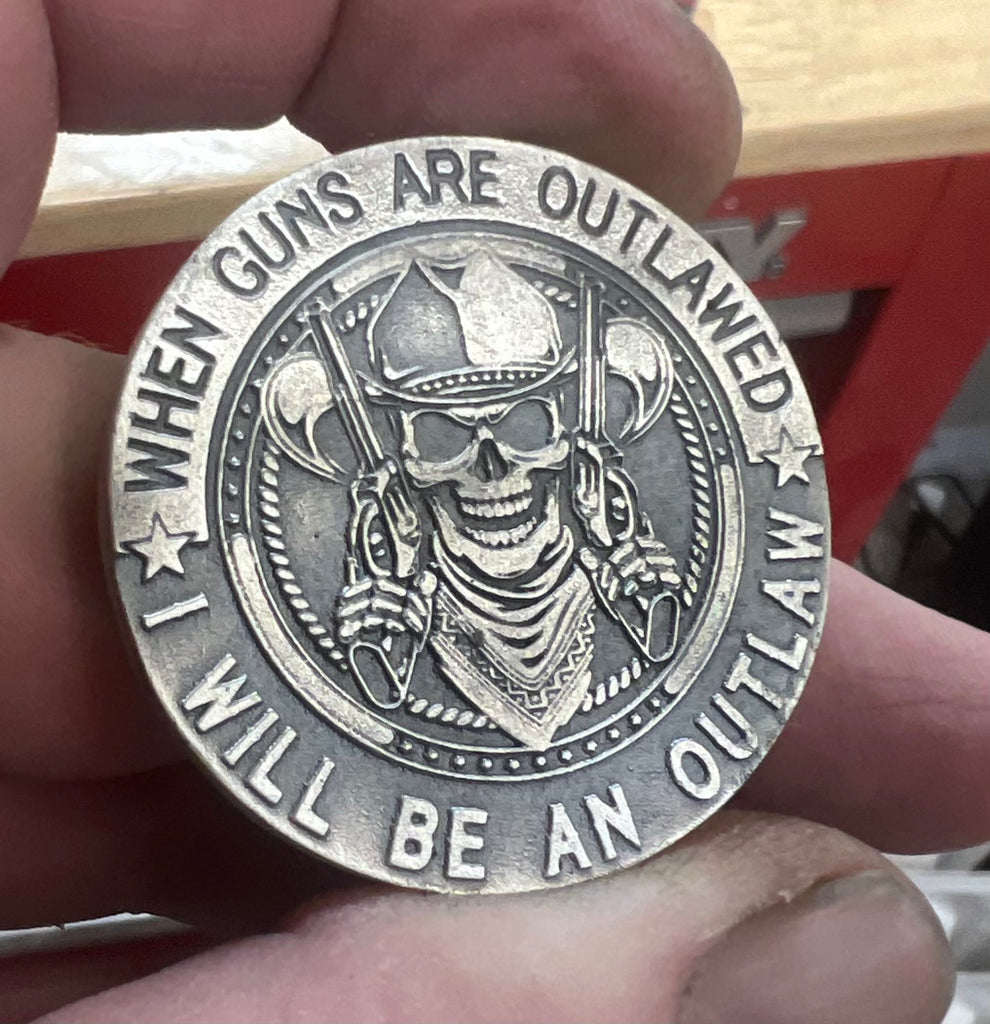 WHEN GUNS ARE OUTLAWED
I WILL BE AN OUTLAW